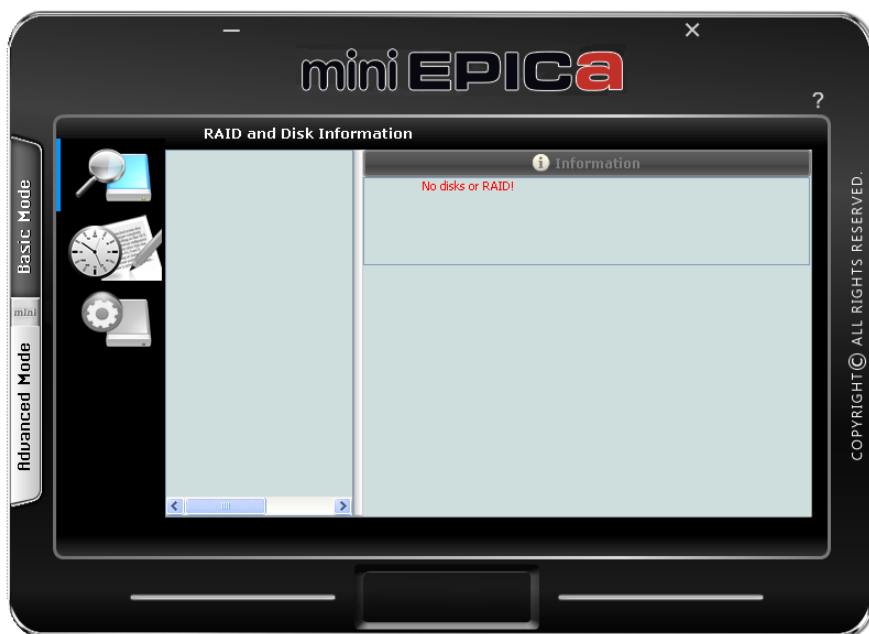 mini EPICa
?
RAID and Disk Information
Information
No disks or RAID!
Basic Mode
mini
Advanced Mode
COPYRIGHT© ALL RIGHTS RESERVED.